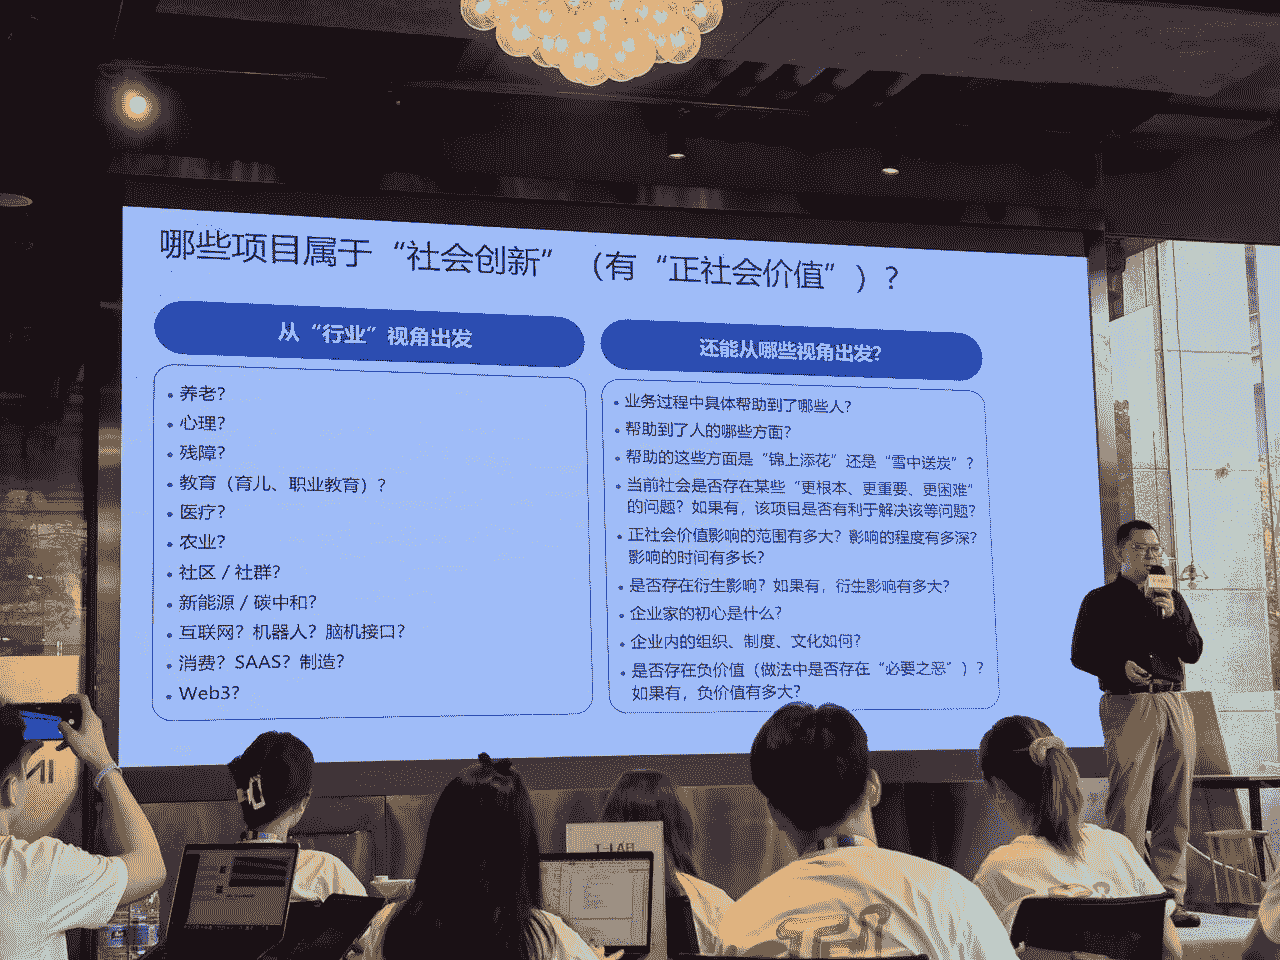 哪些项目属于“社会创新”（有“正社会价值”）？
从“行业”视角出发
• 养老?
• 心理?
• 残障?
• 教育（育儿、职业教育）?
• 医疗?
• 农业?
• 社区 / 社群?
• 新能源 / 碳中和?
• 互联网? 机器人? 脑机接口?
• 消费? SAAS? 制造?
• Web3?
还能从哪些视角出发?
• 业务过程中具体帮助到了哪些人?
• 帮助到了人的哪些方面?
• 帮助的这些方面是“锦上添花”还是“雪中送炭”?
• 当前社会是否存在某些“更根本、更重要、更困难”
的问题? 如果有，该项目是否有利于解决该等问题?
• 正社会价值影响的范围有多大? 影响的程度有多深?
影响的时间有多长?
• 是否存在衍生影响? 如果有，衍生影响有多大?
• 企业家的初心是什么?
• 企业内的组织、制度、文化如何?
• 是否存在负价值（做法中是否存在“必要之恶”）?
如果有，负价值有多大?
AI